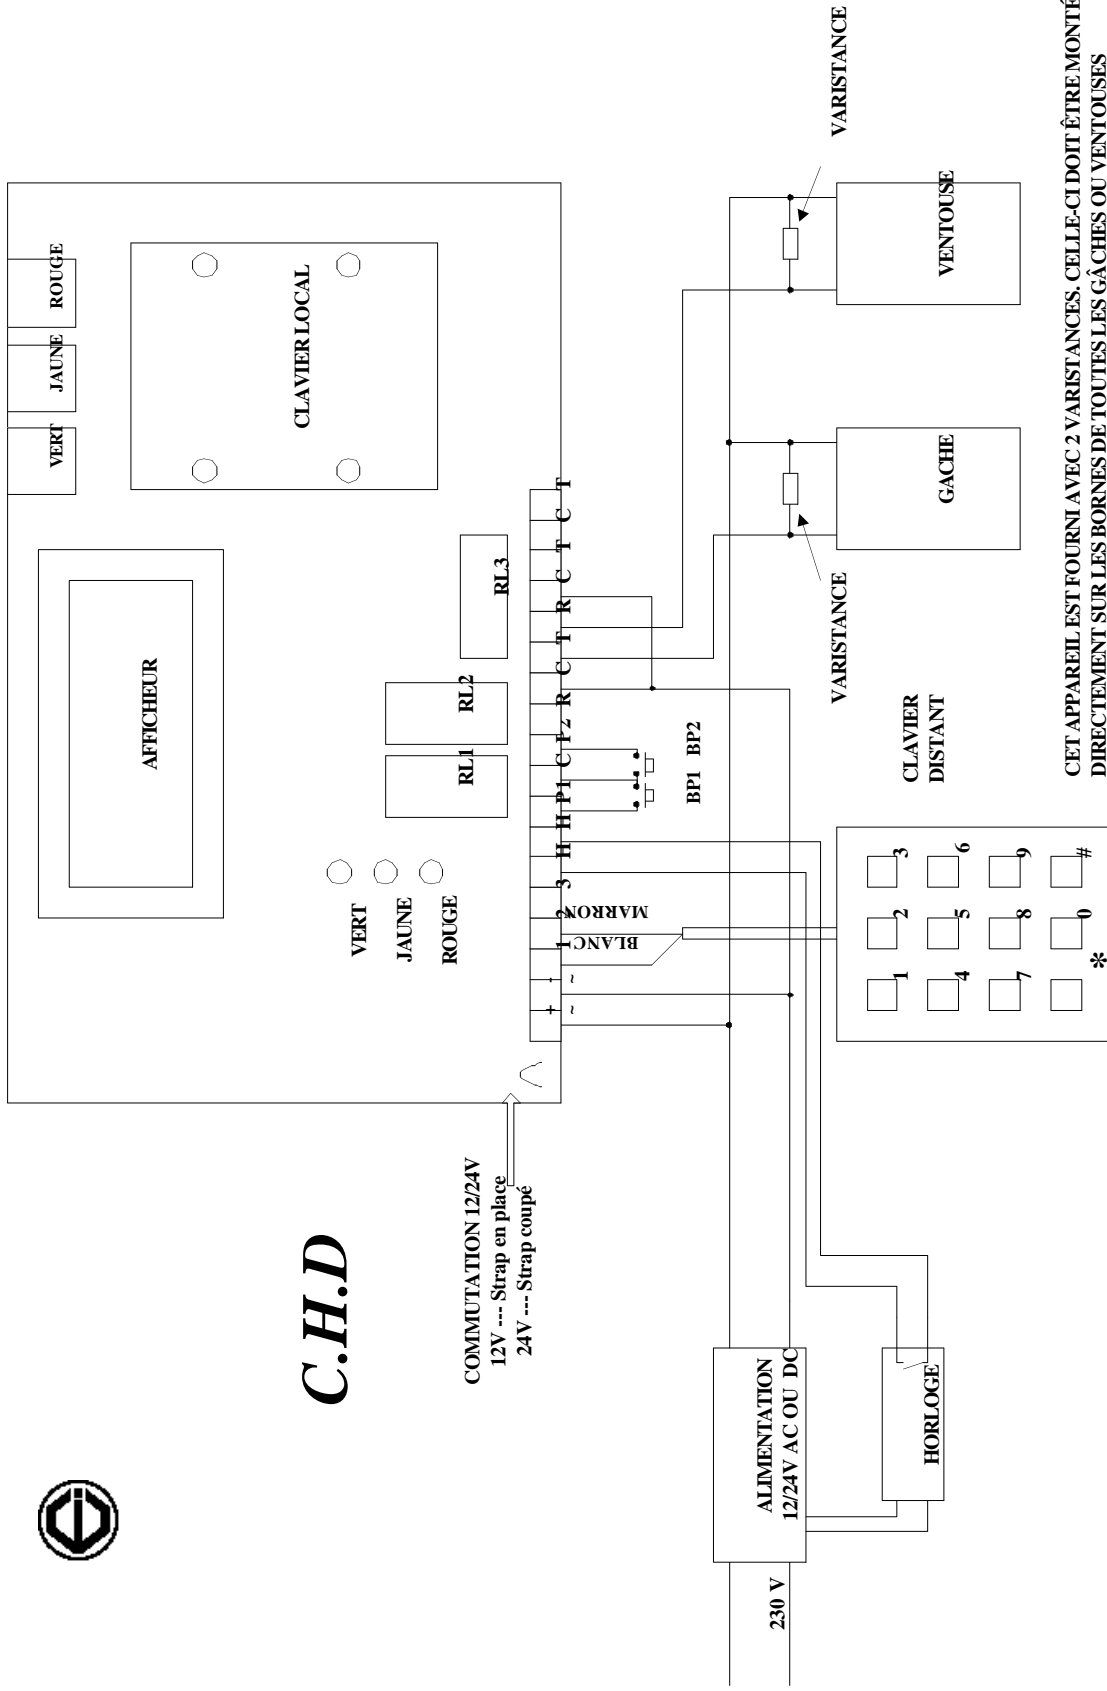 C.H.D
COMMUTATION 12/24V
12V --- Strap en place
24V --- Strap coupé
AFFICHEUR
VERT
JAUNE
ROUGE
CLAVIER LOCAL
VERT
JAUNE
ROUGE
RL1
RL2
RL3
+ - 1 2 3 H H P1 C P2 R C T R C T C T
~ ~
BLANC
MARRON
BP1 BP2
230 V
ALIMENTATION
12/24V AC OU DC
HORLOGE
CLAVIER
DISTANT
1 2 3
4 5 6
7 8 9
* 0 #
VARISTANCE
GACHE
VARISTANCE
VENTOUSE
CET APPAREIL EST FOURNI AVEC 2 VARISTANCES. CELLE-CI DOIT ÊTRE MONTÉ
DIRECTEMENT SUR LES BORNES DE TOUTES LES GÂCHES OU VENTOUSES